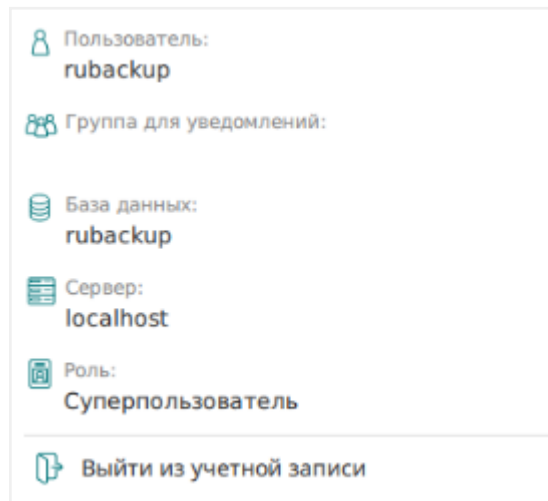 Пользователь:
rubackup
Группа для уведомлений:
База данных:
rubackup
Сервер:
localhost
Роль:
Суперпользователь
Выйти из учетной записи